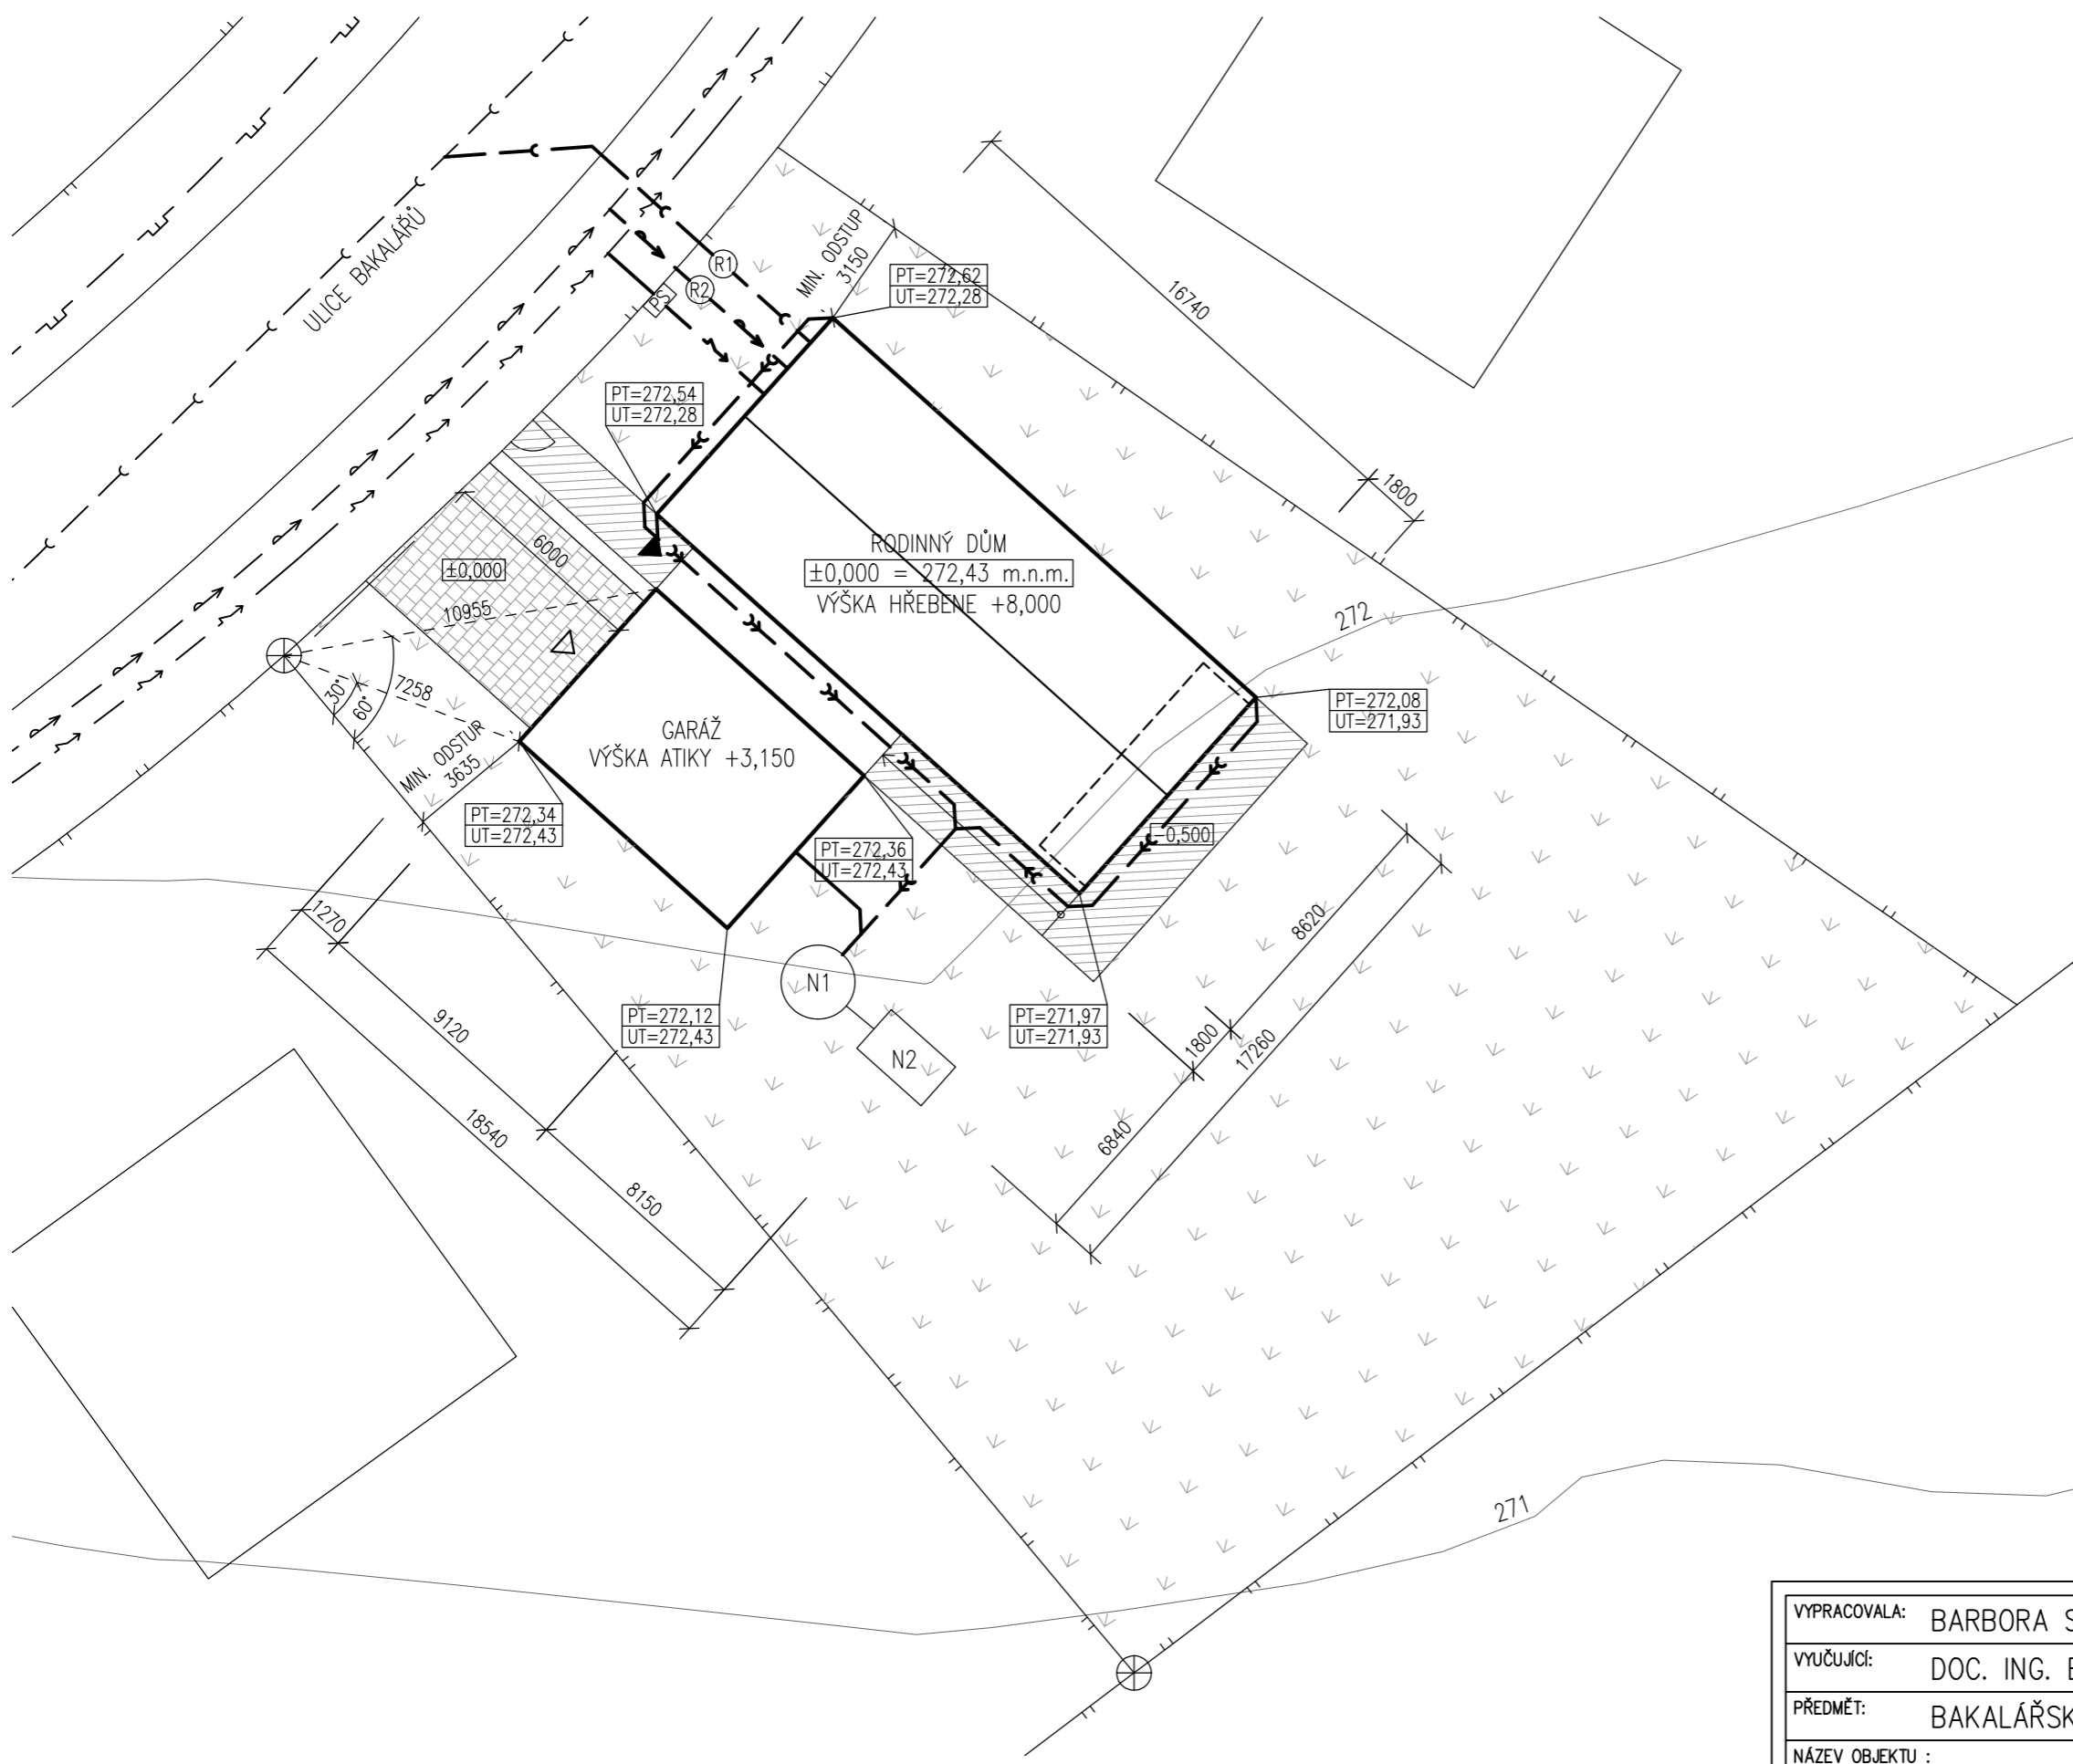 ULICE BAKALÁŘŮ
R1
R2
PS
MIN. ODSTUP
3150
PT=272,62
UT=272,28
16740
1800
PT=272,54
UT=272,28
6000
±0,000
10955
7258
30°
60°
RODINNÝ DŮM
±0,000 = 272,43 m.n.m.
VÝŠKA HŘEBENE +8,000
272
PT=272,08
UT=271,93
GARÁŽ
VÝŠKA ATIKY +3,150
MIN. ODSTUP
3635
PT=272,34
UT=272,43
PT=272,36
UT=272,43
-0,500
1270
9120
18540
8150
N1
N2
PT=272,12
UT=272,43
PT=271,97
UT=271,93
8620
1800
17260
6840
271
VYPRACOVALA: BARBORA
VYUČUJÍCÍ: DOC. ING.
PŘEDMĚT: BAKALÁŘSK
NÁZEV OBJEKTU :